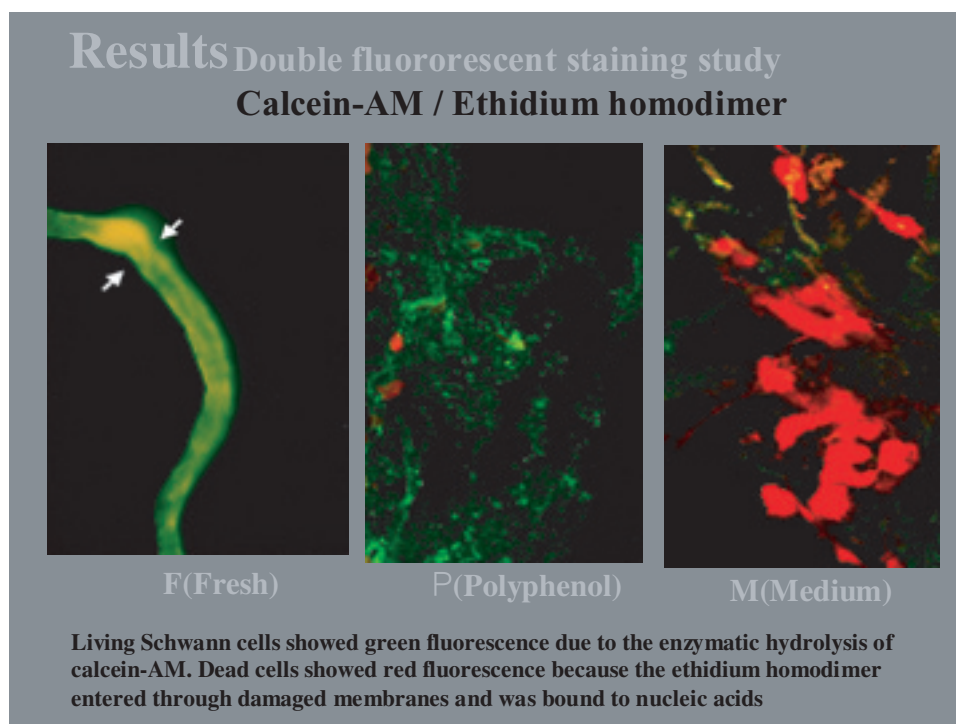 Results Double fluororescent staining study
Calcein-AM / Ethidium homodimer
F(Fresh)
P(Polyphenol)
M(Medium)
Living Schwann cells showed green fluorescence due to the enzymatic hydrolysis of
calcein-AM. Dead cells showed red fluorescence because the ethidium homodimer
entered through damaged membranes and was bound to nucleic acids